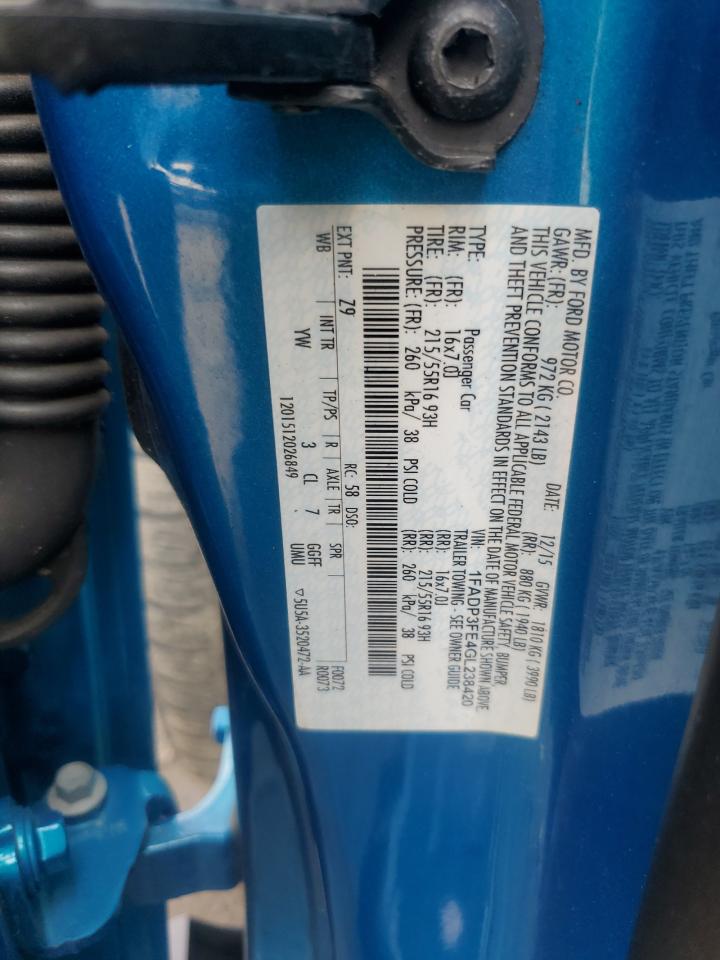 MFD. BY FORD MOTOR CO.
DATE: 12/15 GVWR: 1810 KG ( 3990 LB)
GAWR: (FR): 972 KG ( 2143 LB) (RR): 880 KG ( 1940 LB)
THIS VEHICLE CONFORMS TO ALL APPLICABLE FEDERAL MOTOR VEHICLE SAFETY, BUMPER
AND THEFT PREVENTION STANDARDS IN EFFECT ON THE DATE OF MANUFACTURE SHOWN ABOVE
VIN: 1FADP3FE4GL238420
TYPE: Passenger Car TRAILER TOWING - SEE OWNER GUIDE
RIM: (FR): 16x7.0J (RR): 16x7.0J
TIRE: (FR): 215/55R16 93H (RR): 215/55R16 93H
PRESSURE: (FR): 260 kPa/ 38 PSI COLD (RR): 260 kPa/ 38 PSI COLD
EXT PNT: Z9 RC: 58 DSO: F0072
WB INT TR TP/PS R AXLE TR SPR R0073
YW 3 CL 7 GGFF
UMU
1201512026849 ▽5U5A-3520472-AA